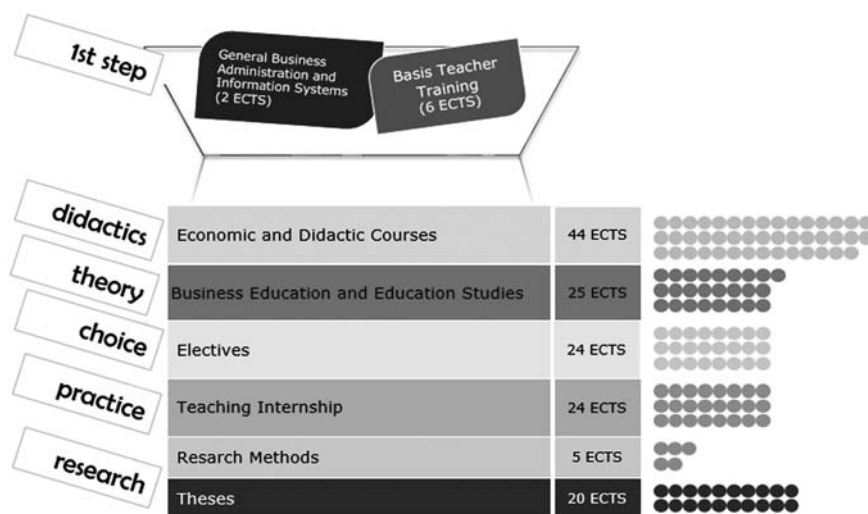 1st step
General Business
Administration and
Information Systems
(2 ECTS)
Basis Teacher
Training
(6 ECTS)
didactics
Economic and Didactic Courses 44 ECTS
theory
Business Education and Education Studies 25 ECTS
choice
Electives 24 ECTS
practice
Teaching Internship 24 ECTS
research
Resarch Methods 5 ECTS
Theses 20 ECTS